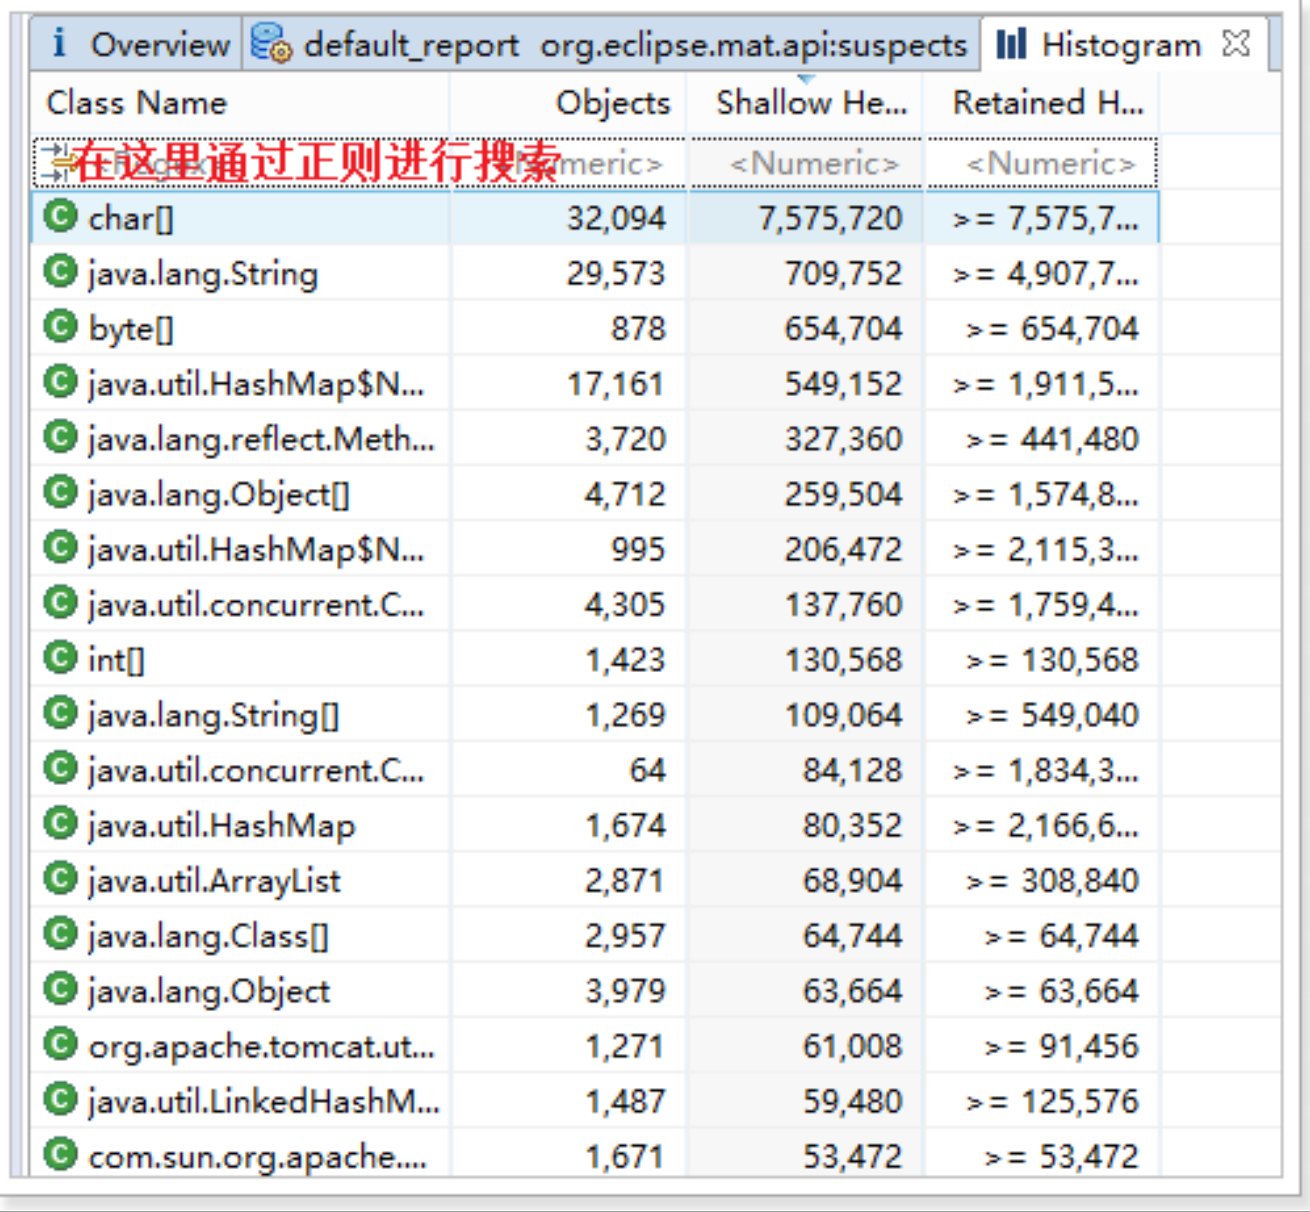 Overview default_report org.eclipse.mat.api:suspects Histogram
Class Name Objects Shallow He... Retained H...
在这里通过正则进行搜索 <Numeric> <Numeric>
char[] 32,094 7,575,720 >= 7,575,7...
java.lang.String 29,573 709,752 >= 4,907,7...
byte[] 878 654,704 >= 654,704
java.util.HashMap$N... 17,161 549,152 >= 1,911,5...
java.lang.reflect.Meth... 3,720 327,360 >= 441,480
java.lang.Object[] 4,712 259,504 >= 1,574,8...
java.util.HashMap$N... 995 206,472 >= 2,115,3...
java.util.concurrent.C... 4,305 137,760 >= 1,759,4...
int[] 1,423 130,568 >= 130,568
java.lang.String[] 1,269 109,064 >= 549,040
java.util.concurrent.C... 64 84,128 >= 1,834,3...
java.util.HashMap 1,674 80,352 >= 2,166,6...
java.util.ArrayList 2,871 68,904 >= 308,840
java.lang.Class[] 2,957 64,744 >= 64,744
java.lang.Object 3,979 63,664 >= 63,664
org.apache.tomcat.ut... 1,271 61,008 >= 91,456
java.util.LinkedHashM... 1,487 59,480 >= 125,576
com.sun.org.apache.... 1,671 53,472 >= 53,472